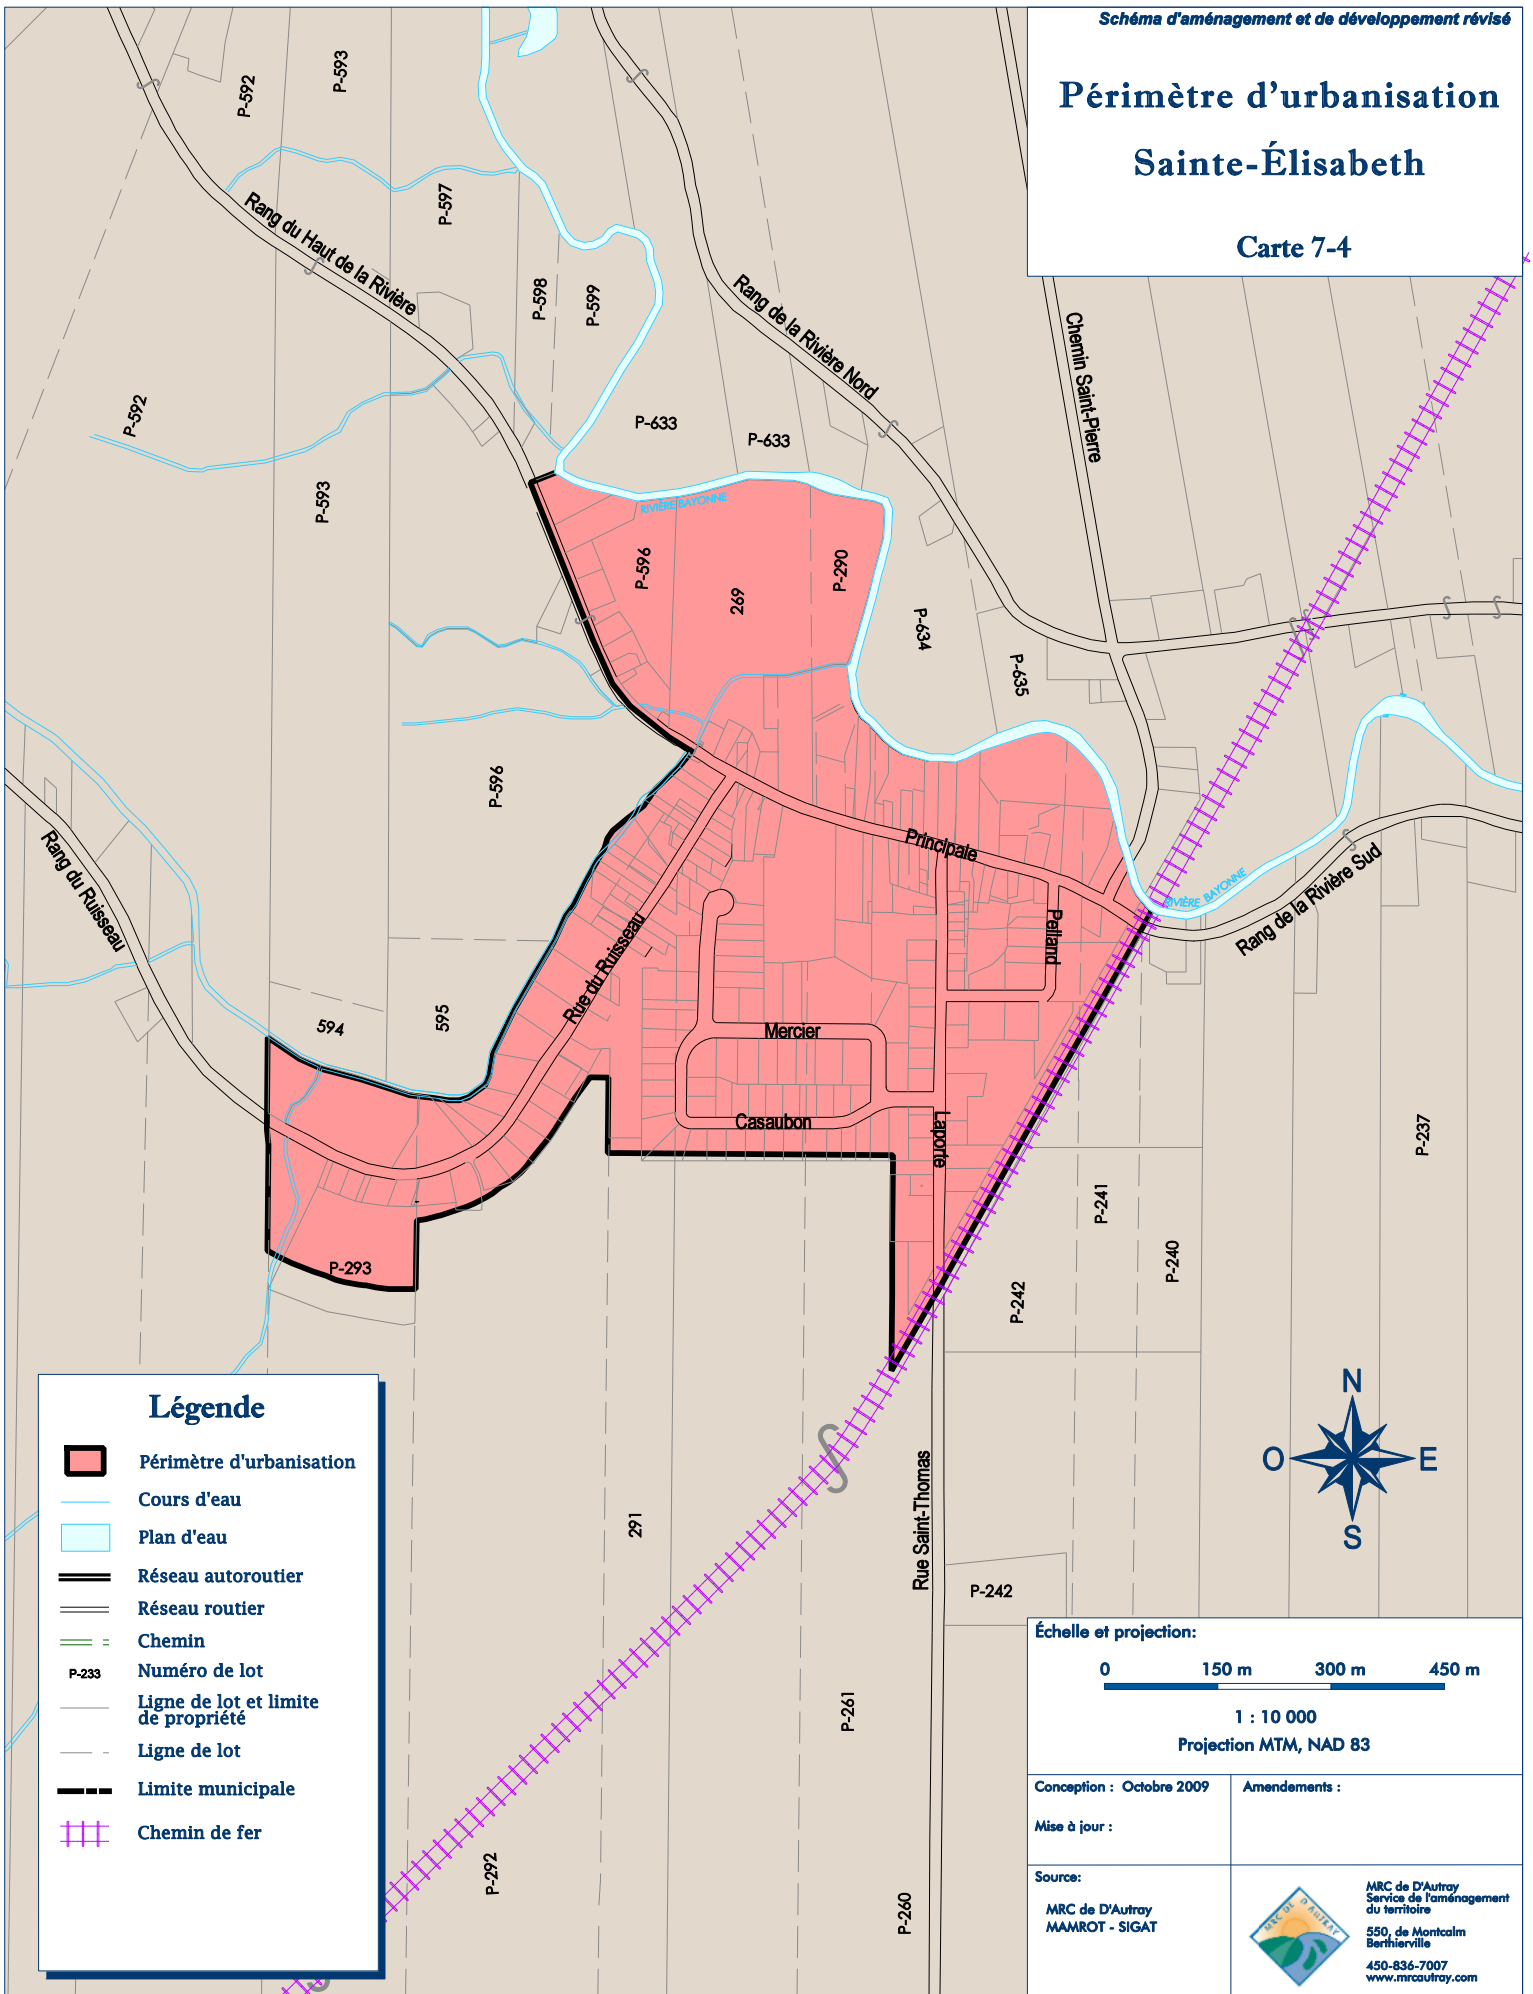 Schéma d'aménagement et de développement révisé
Périmètre d'urbanisation
Sainte-Élisabeth
Carte 7-4
P-592
P-593
P-597
Rang du Haut de la Rivière
P-598
P-599
Rang de la Rivière Nord
Chemin Saint-Pierre
P-592
P-633
P-633
P-593
RIVIÈRE BAYONNE
P-596
269
P-290
P-634
P-635
P-596
Rang du Ruisseau
Principale
RIVIÈRE BAYONNE
Rang de la Rivière Sud
Pelland
Rue du Ruisseau
594
595
Mercier
Casaubon
Laporte
P-237
P-241
P-240
P-242
P-293
Rue Saint-Thomas
291
P-242
P-261
P-292
P-260
N
O
E
S
Légende
Périmètre d'urbanisation
Cours d'eau
Plan d'eau
Réseau autoroutier
Réseau routier
Chemin
P-233 Numéro de lot
Ligne de lot et limite
de propriété
Ligne de lot
Limite municipale
Chemin de fer
Échelle et projection:
0 150 m 300 m 450 m
1 : 10 000
Projection MTM, NAD 83
Conception : Octobre 2009
Mise à jour :
Amendements :
Source:
MRC de D'Autray
MAMROT - SIGAT
MRC DE D'AUTRAY
MRC de D'Autray
Service de l'aménagement
du territoire
550, de Montcalm
Berthierville
450-836-7007
www.mrcautray.com